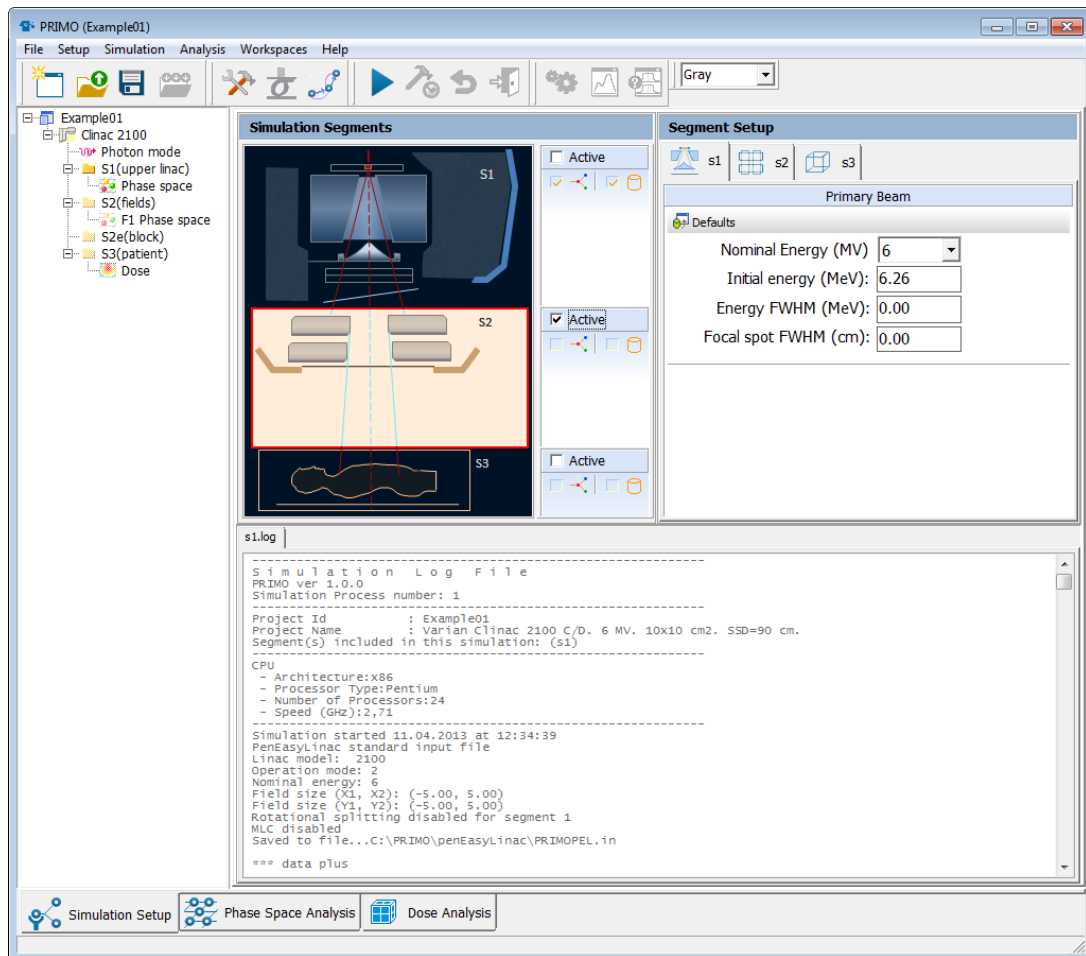 PRIMO (Example01)
File Setup Simulation Analysis Workspaces Help
Gray
Example01
Clinac 2100
Photon mode
S1(upper linac)
Phase space
S2(fields)
F1 Phase space
S2e(block)
S3(patient)
Dose
Simulation Segments
S1
Active
S2
Active
S3
Active
Segment Setup
s1 s2 s3
Primary Beam
Defaults
Nominal Energy (MV) 6
Initial energy (MeV): 6.26
Energy FWHM (MeV): 0.00
Focal spot FWHM (cm): 0.00
s1.log
----------------------------------------------------------------
S i m u l a t i o n   L o g   F i l e
PRIMO ver 1.0.0
Simulation Process number: 1
----------------------------------------------------------------
Project Id : Example01
Project Name : Varian Clinac 2100 C/D. 6 MV. 10x10 cm2. SSD=90 cm.
Segment(s) included in this simulation: (s1)
----------------------------------------------------------------
CPU
- Architecture:x86
- Processor Type:Pentium
- Number of Processors:24
- Speed (GHz):2,71
----------------------------------------------------------------
Simulation started 11.04.2013 at 12:34:39
PenEasyLinac standard input file
Linac model: 2100
Operation mode: 2
Nominal energy: 6
Field size (X1, X2): (-5.00, 5.00)
Field size (Y1, Y2): (-5.00, 5.00)
Rotational splitting disabled for segment 1
MLC disabled
Saved to file...C:\PRIMO\penEasyLinac\PRIMOPEL.in
*** data plus
Simulation Setup
Phase Space Analysis
Dose Analysis